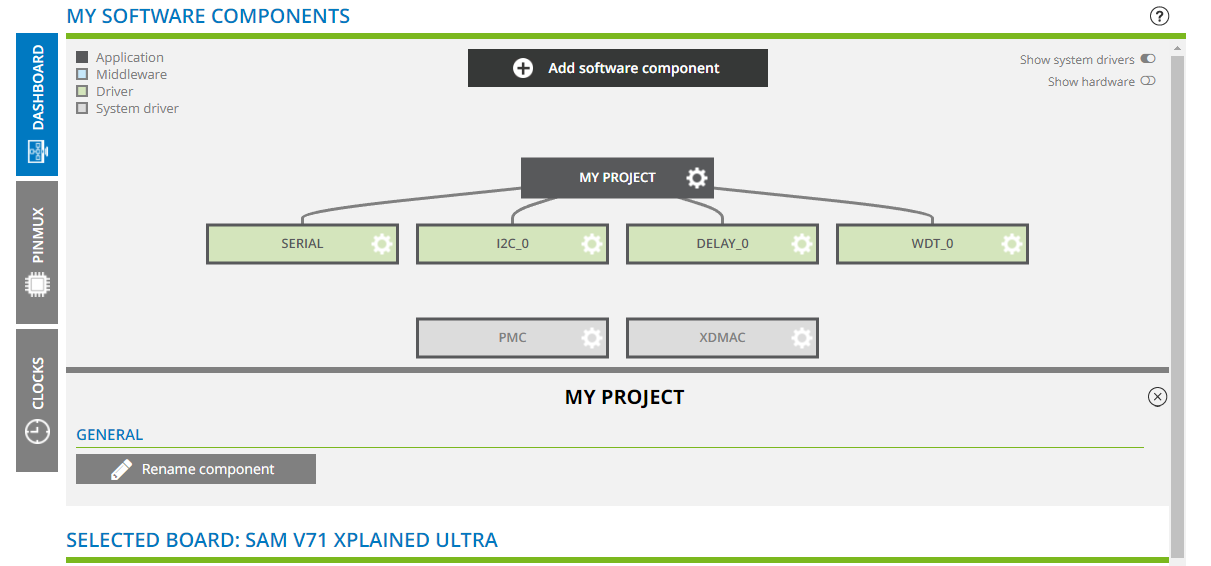 MY SOFTWARE COMPONENTS
?
DASHBOARD
PINMUX
CLOCKS
Application
Middleware
Driver
System driver
Add software component
Show system drivers
Show hardware
MY PROJECT
SERIAL
I2C_0
DELAY_0
WDT_0
PMC
XDMAC
MY PROJECT
GENERAL
Rename component
SELECTED BOARD: SAM V71 XPLAINED ULTRA